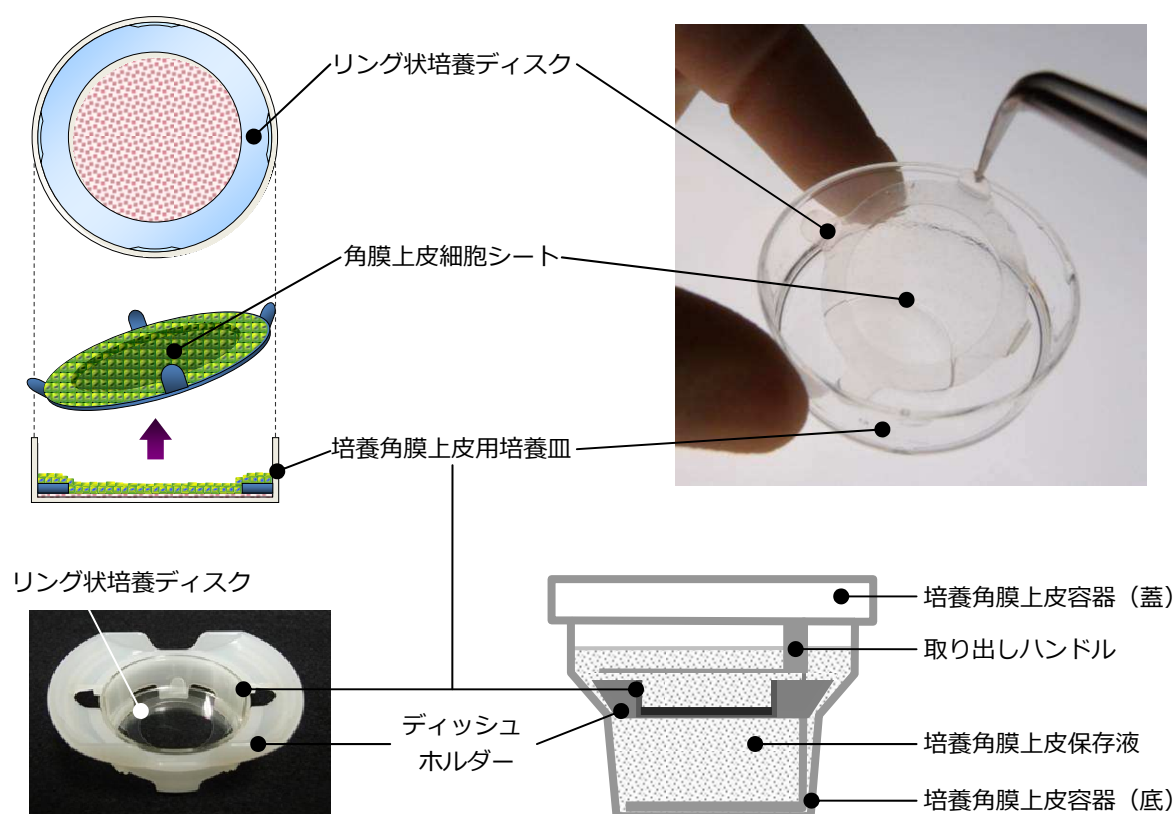 リング状培養ディスク
角膜上皮細胞シート
培養角膜上皮用培養皿
リング状培養ディスク
培養角膜上皮容器（蓋）
取り出しハンドル
ディッシュ
ホルダー
培養角膜上皮保存液
培養角膜上皮容器（底）